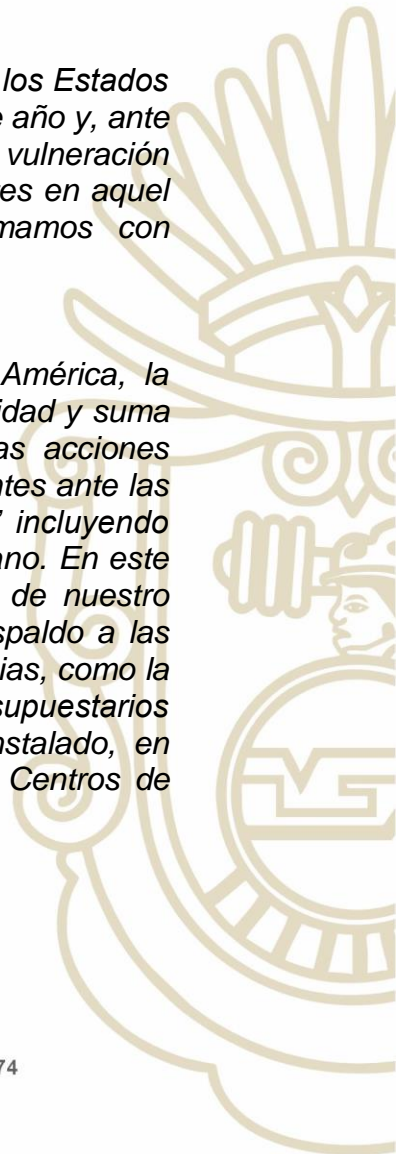 los Estados
e año y, ante
vulneración
es en aquel
mamos con
América, la
idad y suma
as acciones
ntes ante las
incluyendo
ano. En este
de nuestro
spaldo a las
ias, como la
supuestarios
nstalado, en
Centros de
74